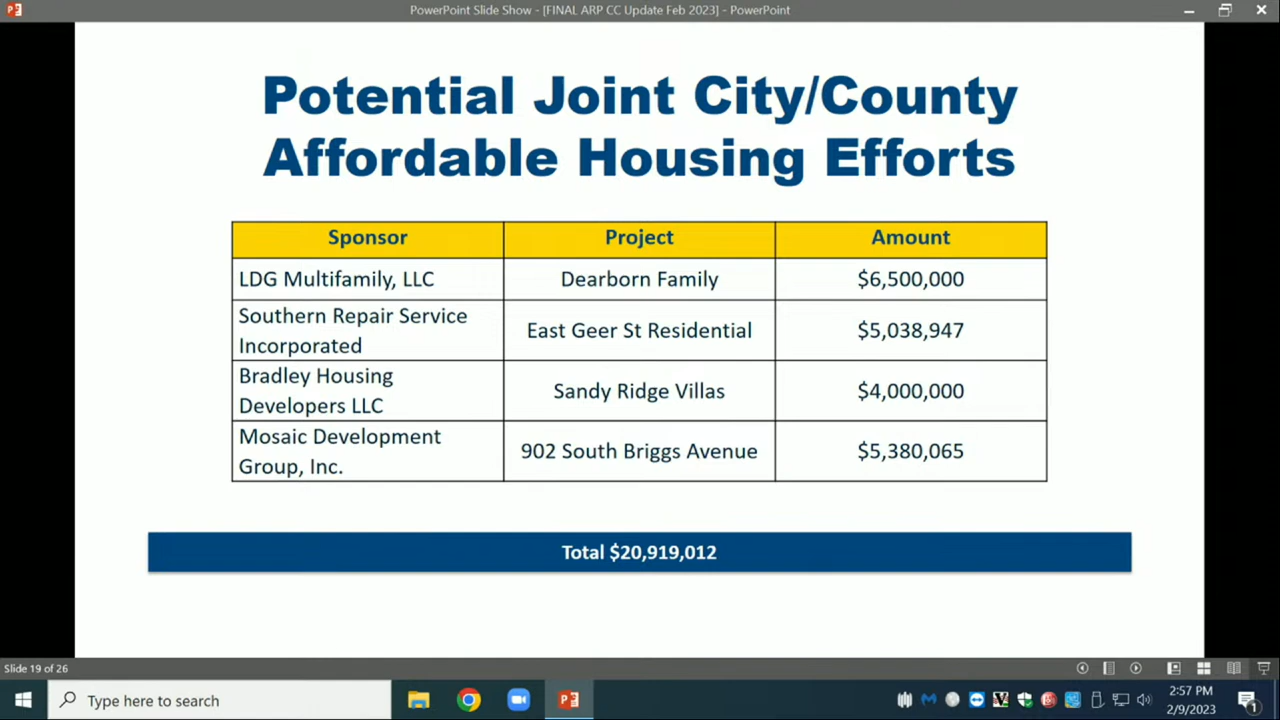 PowerPoint Slide Show - [FINAL ARP CC Update Feb 2023] - PowerPoint
Potential Joint City/County
Affordable Housing Efforts
Sponsor Project Amount
LDG Multifamily, LLC Dearborn Family $6,500,000
Southern Repair Service
Incorporated East Geer St Residential $5,038,947
Bradley Housing
Developers LLC Sandy Ridge Villas $4,000,000
Mosaic Development
Group, Inc. 902 South Briggs Avenue $5,380,065
Total $20,919,012
Slide 19 of 26
Type here to search
2:57 PM
2/9/2023
1